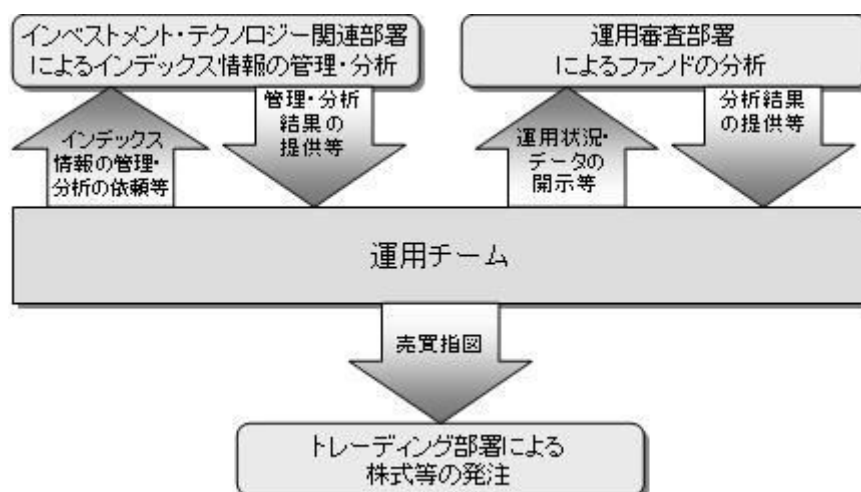 インベストメント・テクノロジー関連部署
によるインデックス情報の管理・分析
運用審査部署
によるファンドの分析
インデックス
情報の管理・
分析の依頼等
管理・分析
結果の
提供等
運用状況・
データの
開示等
分析結果
の提供等
運用チーム
売買指図
トレーディング部署による
株式等の発注